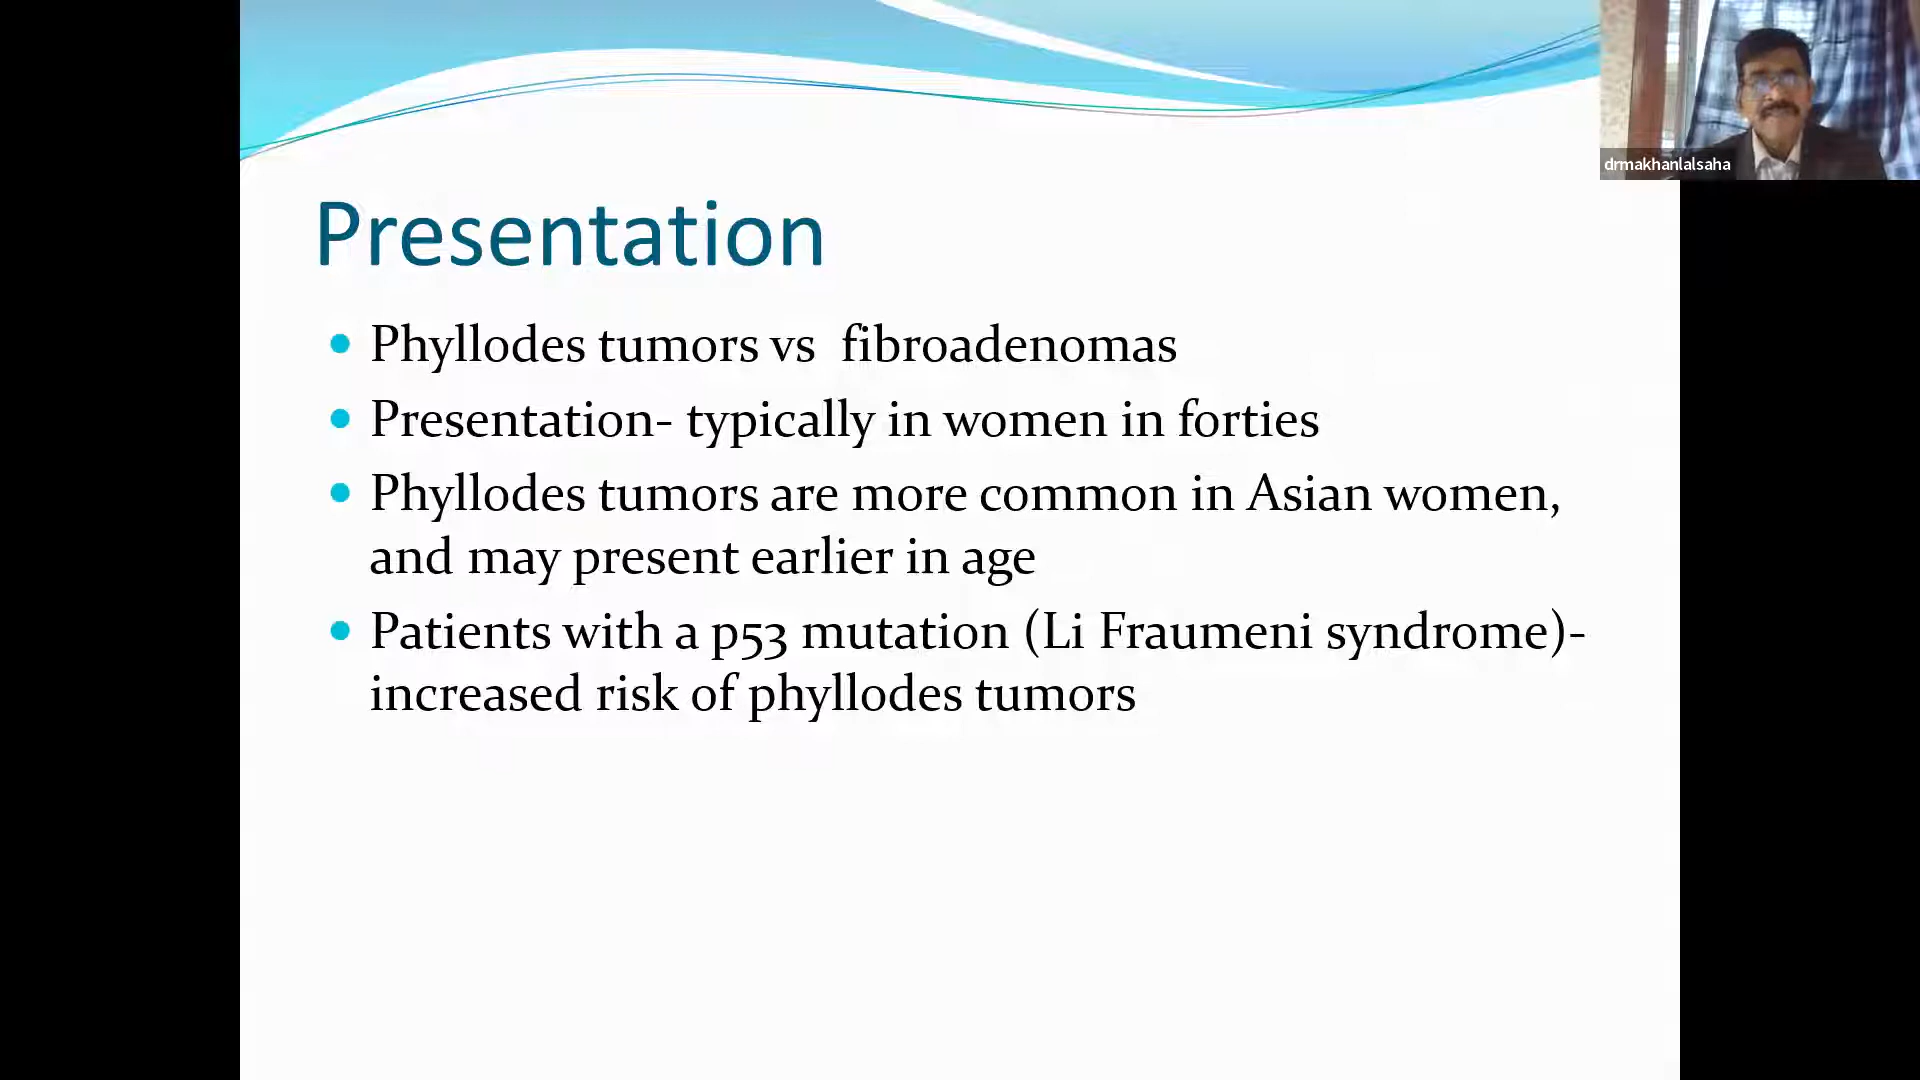 drmakhanlalsaha
Presentation
Phyllodes tumors vs fibroadenomas
Presentation- typically in women in forties
Phyllodes tumors are more common in Asian women,
and may present earlier in age
Patients with a p53 mutation (Li Fraumeni syndrome)-
increased risk of phyllodes tumors